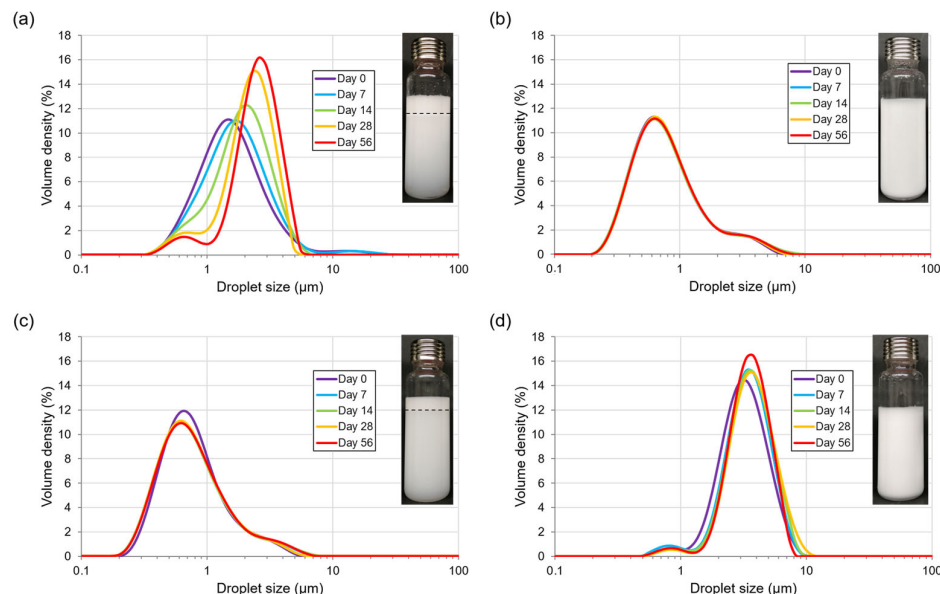 (a)
18
16
14
12
10
8
6
4
2
0
Volume density (%)
Day 0
Day 7
Day 14
Day 28
Day 56
0.1 1 10 100
Droplet size (µm)
(b)
18
16
14
12
10
8
6
4
2
0
Volume density (%)
Day 0
Day 7
Day 14
Day 28
Day 56
0.1 1 10 100
Droplet size (µm)
(c)
18
16
14
12
10
8
6
4
2
0
Volume density (%)
Day 0
Day 7
Day 14
Day 28
Day 56
0.1 1 10 100
Droplet size (µm)
(d)
18
16
14
12
10
8
6
4
2
0
Volume density (%)
Day 0
Day 7
Day 14
Day 28
Day 56
0.1 1 10 100
Droplet size (µm)